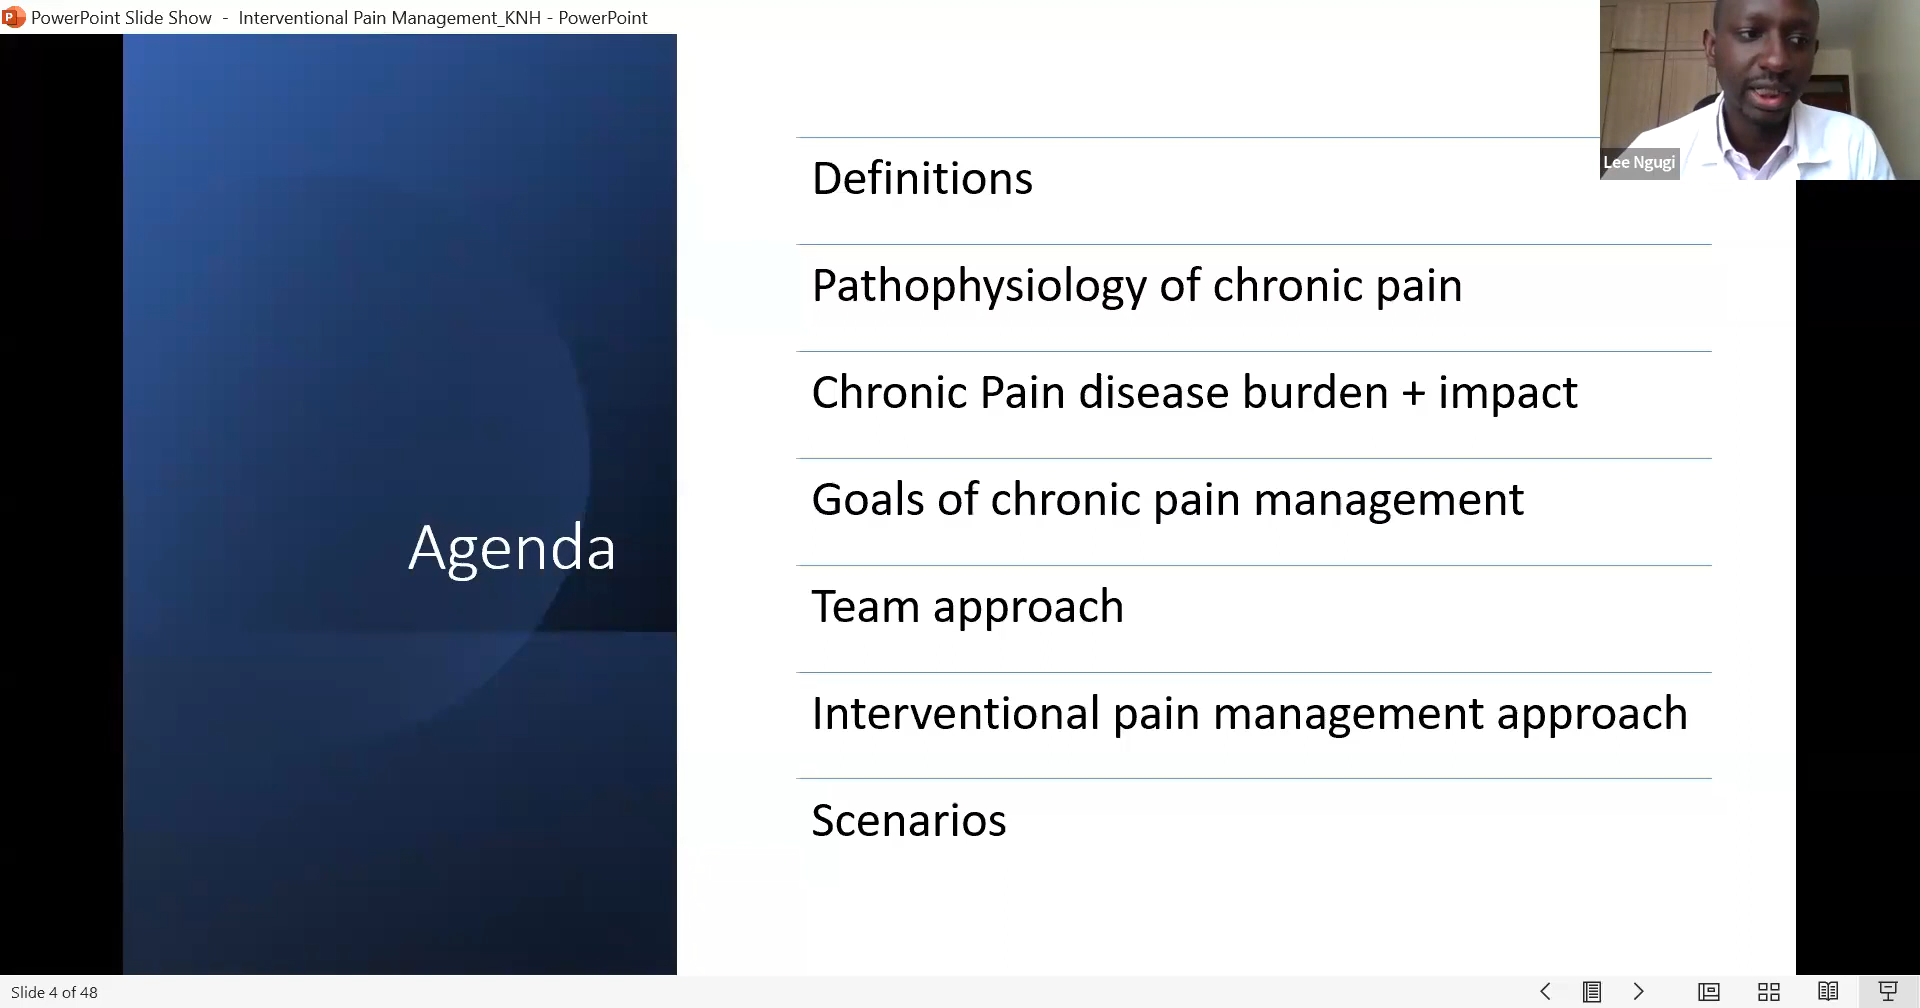 PowerPoint Slide Show - Interventional Pain Management_KNH - PowerPoint
Lee Ngugi
Agenda
Definitions
Pathophysiology of chronic pain
Chronic Pain disease burden + impact
Goals of chronic pain management
Team approach
Interventional pain management approach
Scenarios
Slide 4 of 48